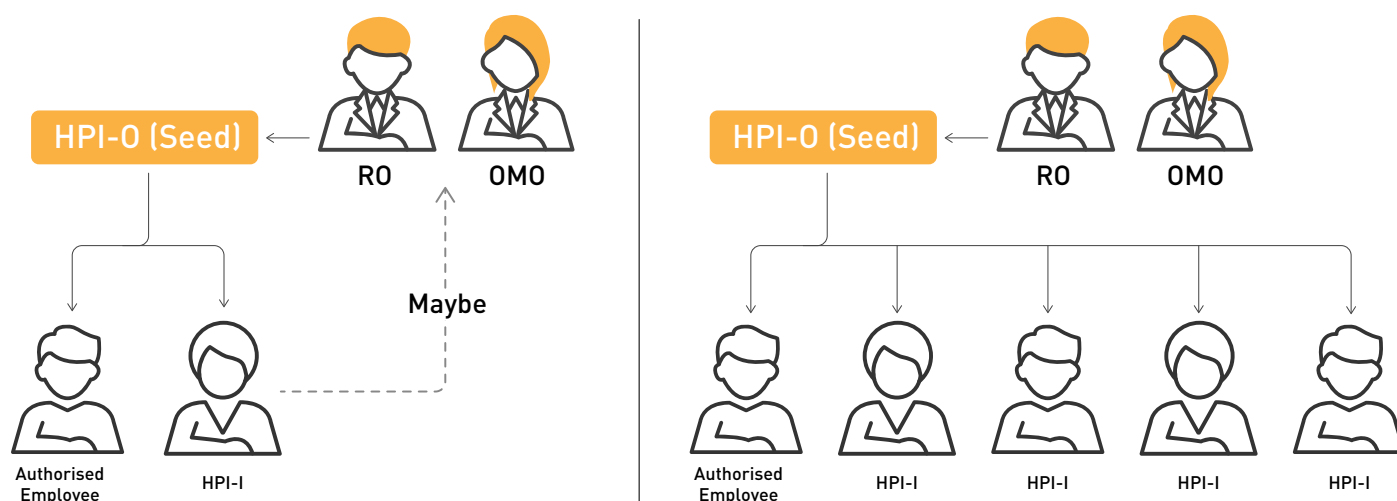 HPI-O (Seed)
RO
OMO
Maybe
Authorised
Employee
HPI-I
HPI-O (Seed)
RO
OMO
Authorised
Employee
HPI-I
HPI-I
HPI-I
HPI-I